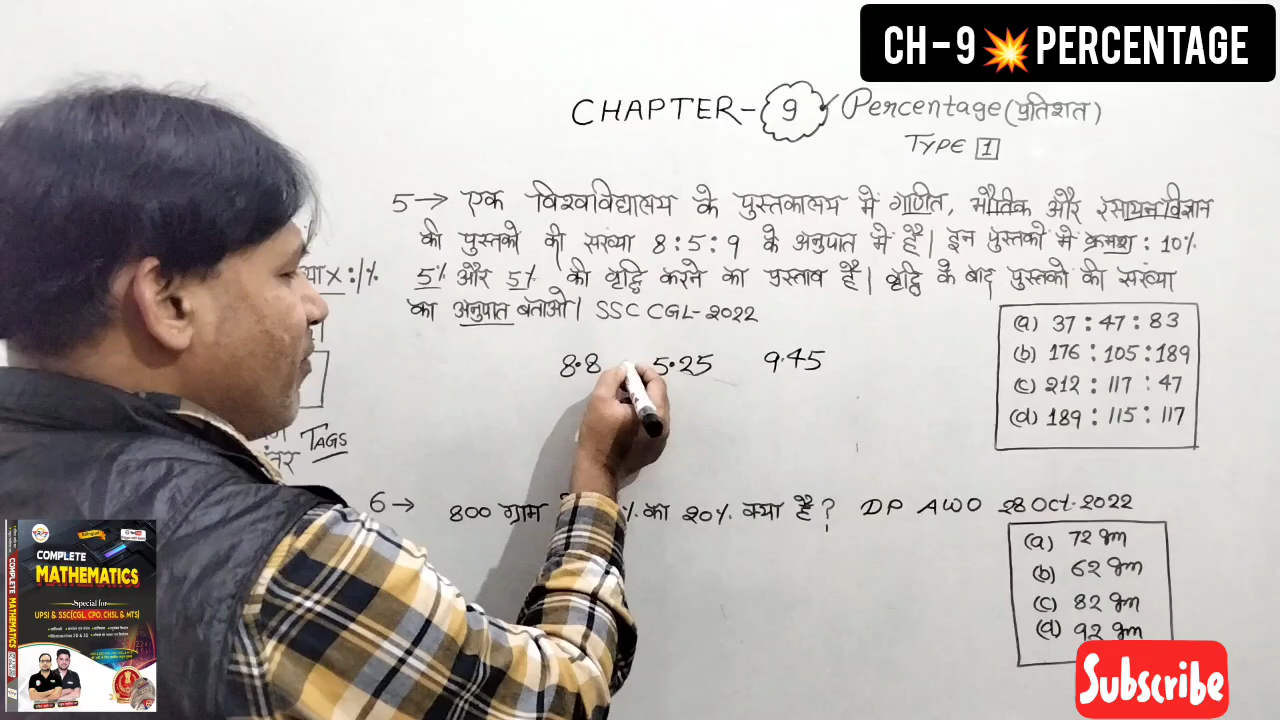 CH – 9 💥 PERCENTAGE
CHAPTER – 9 Percentage (प्रतिशत)
TYPE 1
5→ एक विश्वविद्यालय के पुस्तकालय में गणित, भौतिक और रसायन विज्ञान
की पुस्तकों की संख्या 8 : 5 : 9 के अनुपात में है| इन पुस्तकों में क्रमश : 10%
5% और 5% की वृद्धि करने का प्रस्ताव है| वृद्धि के बाद पुस्तकों की संख्या
का अनुपात बताओ| SSC CGL-2022
x : / %
8.8 5.25 9.45
(a) 37 : 47 : 83
(b) 176 : 105 : 189
(c) 212 : 117 : 47
(d) 189 : 115 : 117
TAGS
6→ 800 ग्राम % का 20% क्या है ? DP AWO 28 Oct. 2022
(a) 72 gm
(b) 62 gm
(c) 82 gm
(d) 92 gm
COMPLETE
MATHEMATICS
Special for
UPSI & SSC (CGL, CPO, CHSL & MTS)
COMPLETE MATHEMATICS
Subscribe